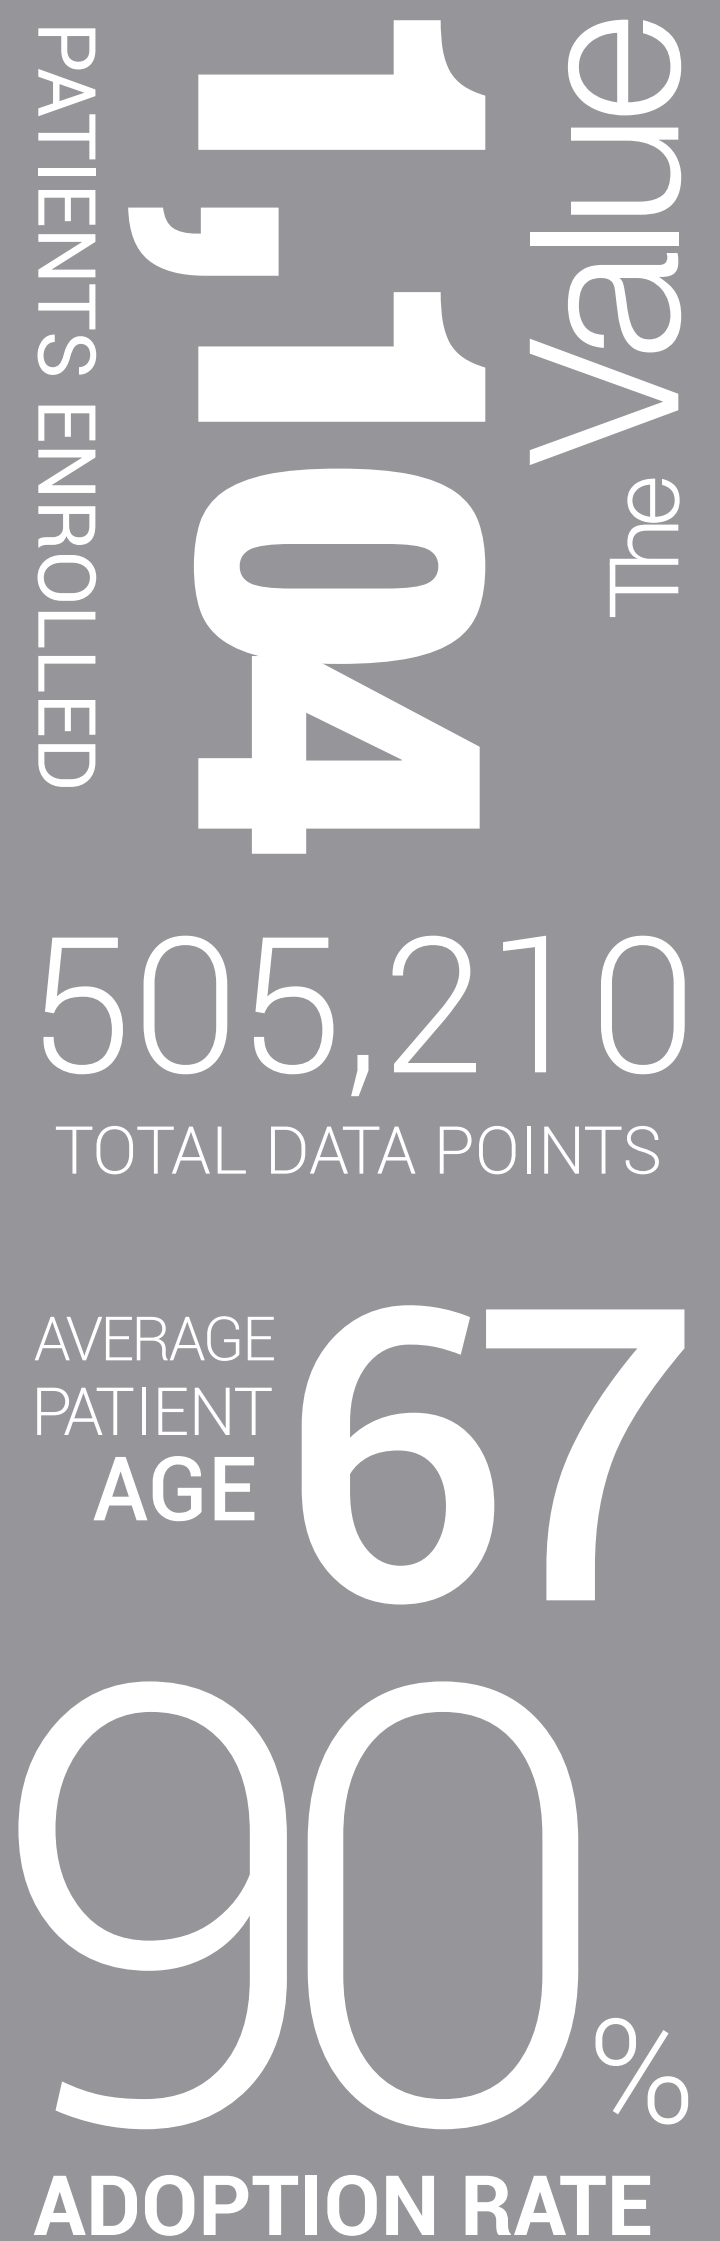 The Value
1,104
PATIENTS ENROLLED
505,210
TOTAL DATA POINTS
AVERAGE
PATIENT
AGE
67
90%
ADOPTION RATE